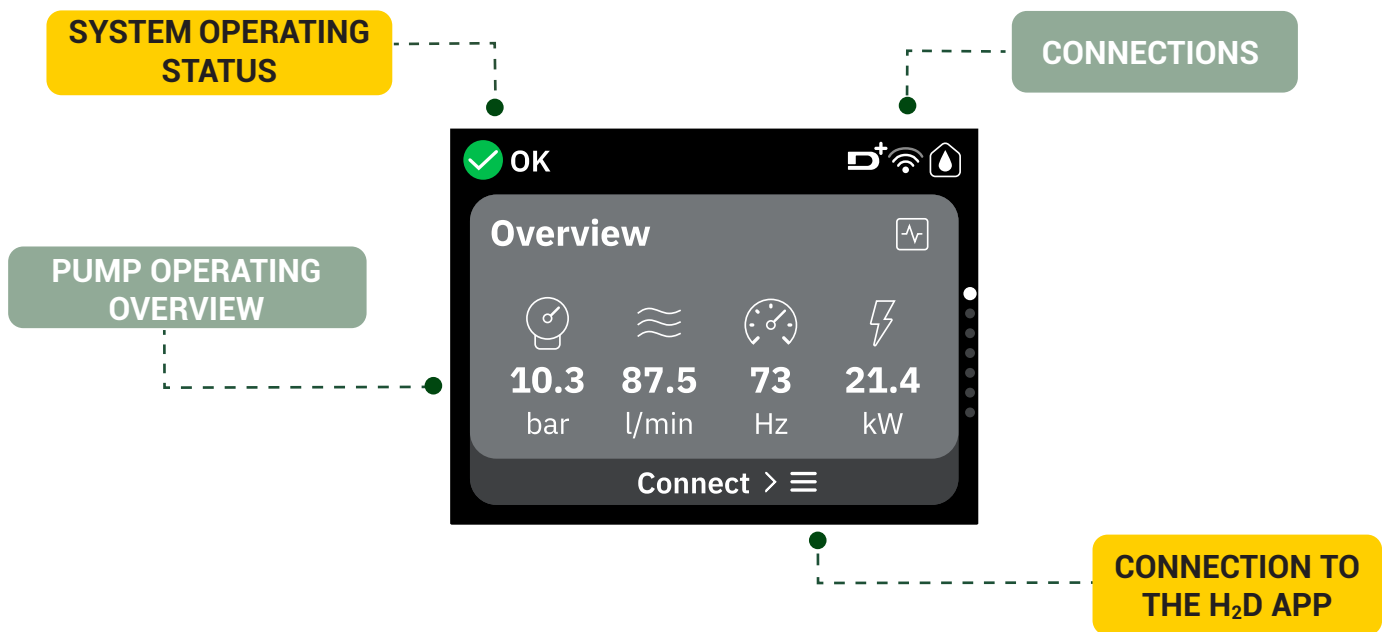 SYSTEM OPERATING
STATUS
CONNECTIONS
OK
D+
Overview
PUMP OPERATING
OVERVIEW
10.3 87.5 73 21.4
bar l/min Hz kW
Connect >
CONNECTION TO
THE H₂D APP